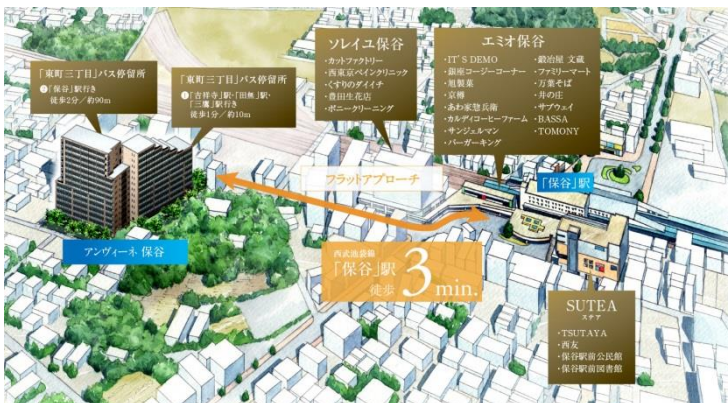 「東町三丁目」バス停留所
❷「保谷」駅行き
徒歩2分／約90m
「東町三丁目」バス停留所
❶「吉祥寺」駅・「田無」駅・
「三鷹」駅行き
徒歩1分／約10m
ソレイユ保谷
・カットファクトリー
・西東京ペインクリニック
・くすりのダイイチ
・豊田生花店
・ポニークリーニング
エミオ保谷
・IT'S DEMO
・銀座コージーコーナー
・旭製菓
・京樽
・あわ家惣兵衛
・カルディコーヒーファーム
・サンジェルマン
・バーガーキング
・鍛冶屋 文蔵
・ファミリーマート
・万葉そば
・井の庄
・サブウェイ
・BASSA
・TOMONY
フラットアプローチ
「保谷」駅
アンヴィーネ 保谷
西武池袋線
「保谷」駅
徒歩 3 min.
SUTEA
ステア
・TSUTAYA
・西友
・保谷駅前公民館
・保谷駅前図書館